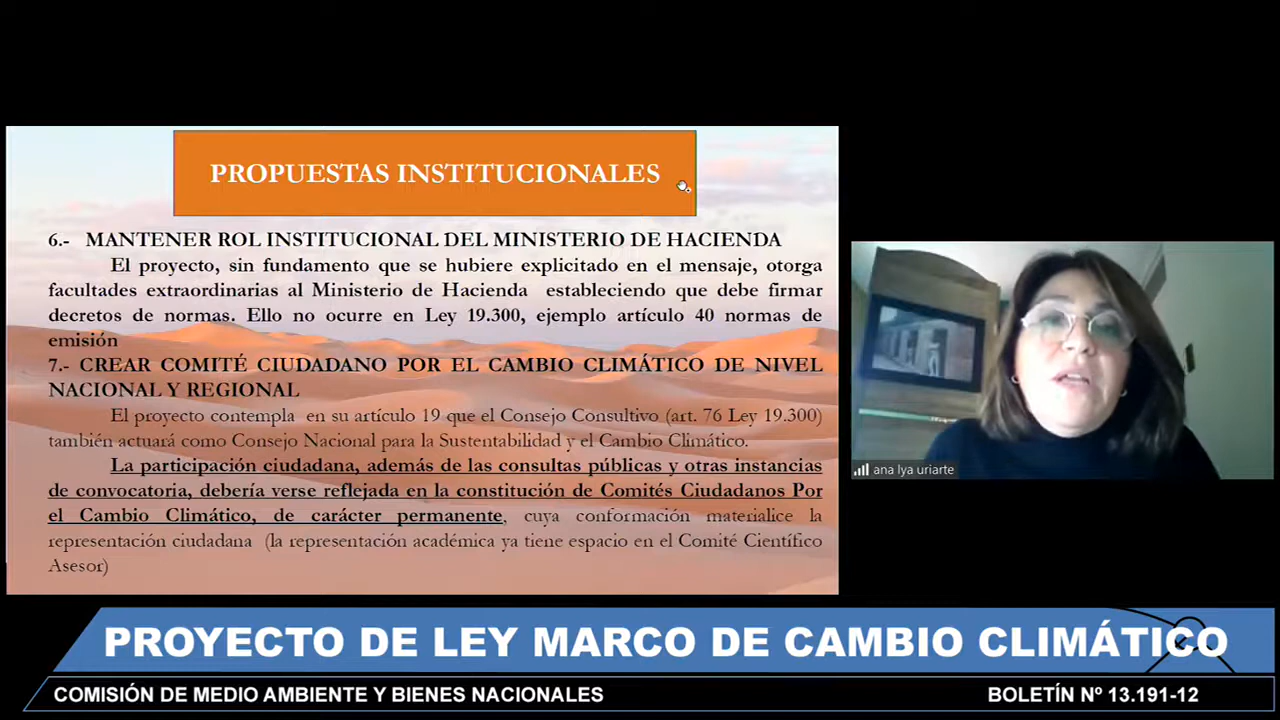 PROPUESTAS INSTITUCIONALES
6.- MANTENER ROL INSTITUCIONAL DEL MINISTERIO DE HACIENDA
El proyecto, sin fundamento que se hubiere explicitado en el mensaje, otorga
facultades extraordinarias al Ministerio de Hacienda estableciendo que debe firmar
decretos de normas. Ello no ocurre en Ley 19.300, ejemplo artículo 40 normas de
emisión
7.- CREAR COMITÉ CIUDADANO POR EL CAMBIO CLIMÁTICO DE NIVEL
NACIONAL Y REGIONAL
El proyecto contempla en su artículo 19 que el Consejo Consultivo (art. 76 Ley 19.300)
también actuará como Consejo Nacional para la Sustentabilidad y el Cambio Climático.
La participación ciudadana, además de las consultas públicas y otras instancias
de convocatoria, debería verse reflejada en la constitución de Comités Ciudadanos Por
el Cambio Climático, de carácter permanente, cuya conformación materialice la
representación ciudadana (la representación académica ya tiene espacio en el Comité Científico
Asesor)
ana lya uriarte
PROYECTO DE LEY MARCO DE CAMBIO CLIMÁTICO
COMISIÓN DE MEDIO AMBIENTE Y BIENES NACIONALES
BOLETÍN Nº 13.191-12